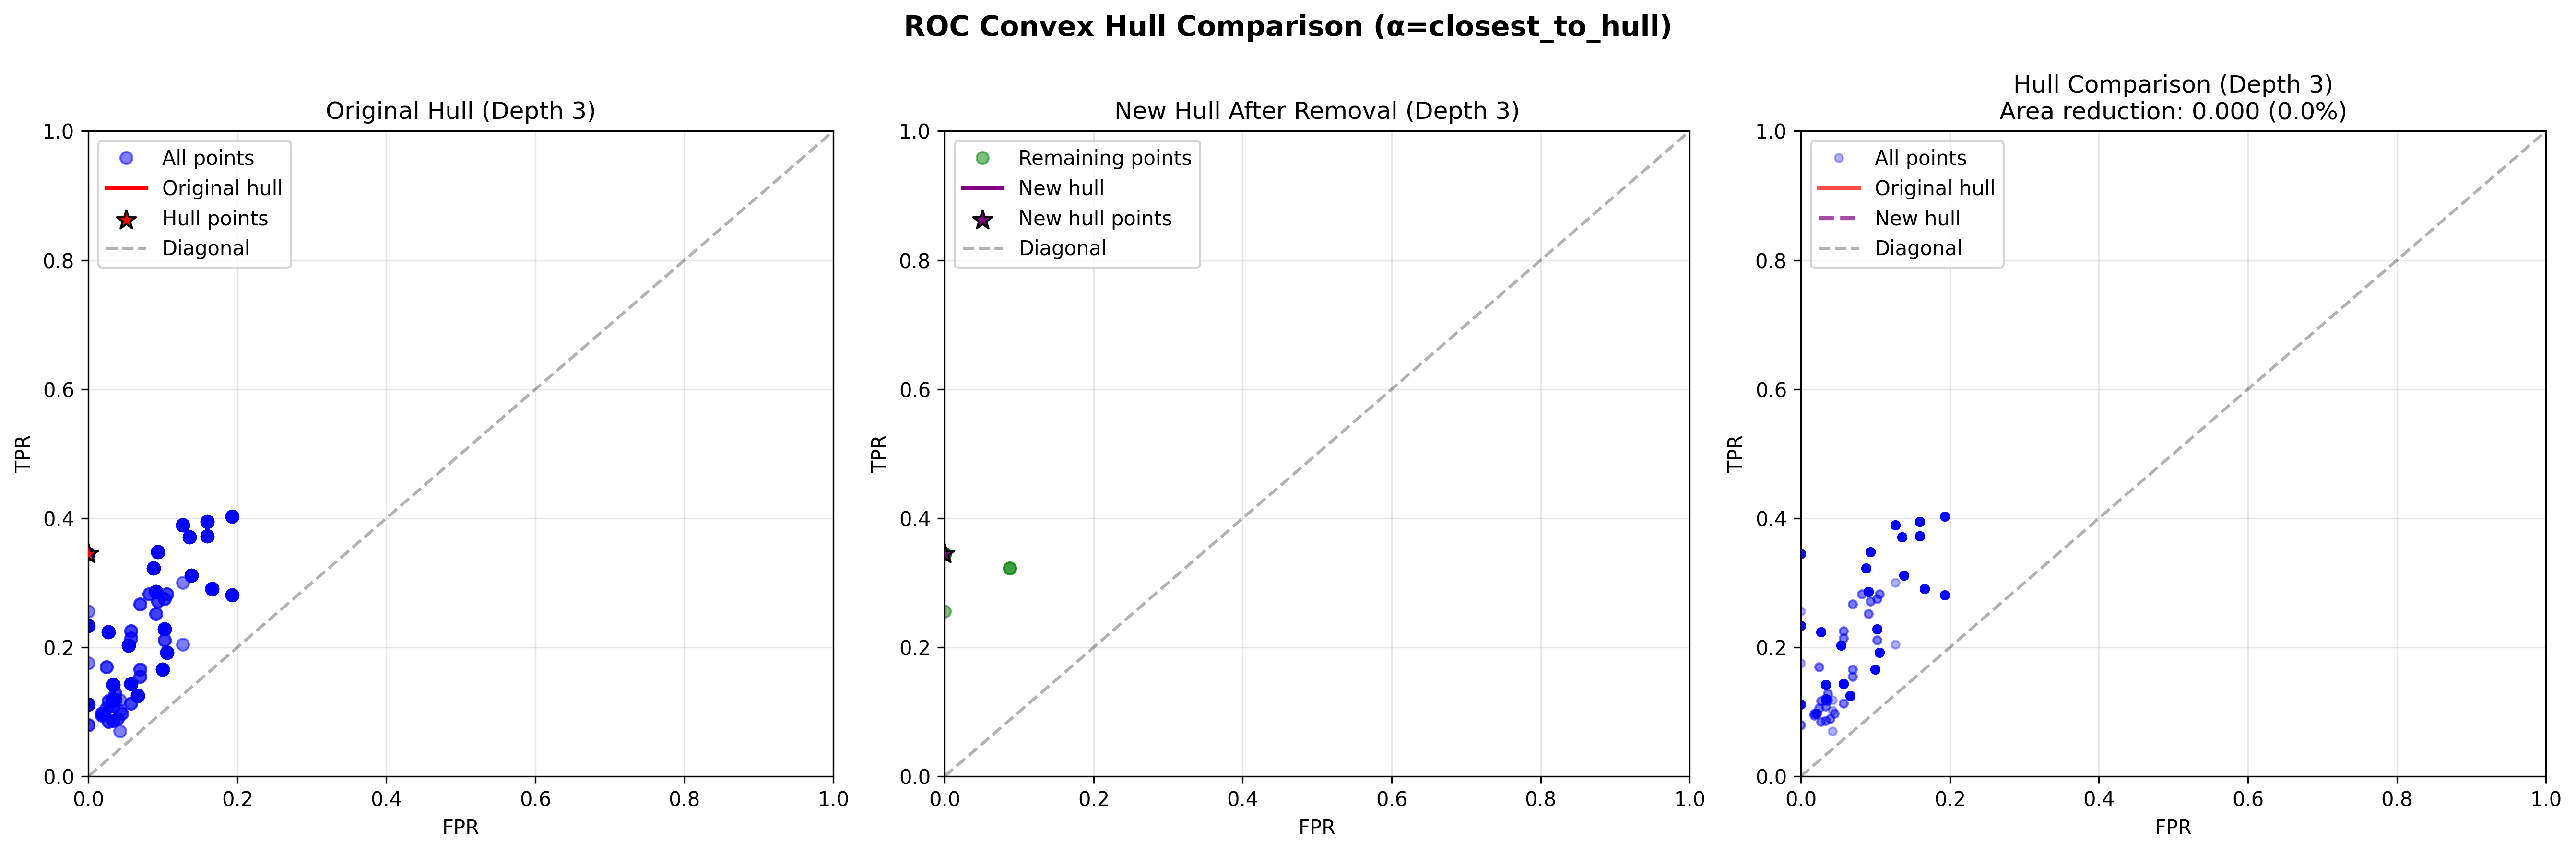 ROC Convex Hull Comparison (α=closest_to_hull)
Original Hull (Depth 3)
1.0
0.8
0.6
0.4
0.2
0.0
TPR
All points
Original hull
Hull points
Diagonal
0.0 0.2 0.4 0.6 0.8 1.0
FPR
New Hull After Removal (Depth 3)
1.0
0.8
0.6
0.4
0.2
0.0
TPR
Remaining points
New hull
New hull points
Diagonal
0.0 0.2 0.4 0.6 0.8 1.0
FPR
Hull Comparison (Depth 3)
Area reduction: 0.000 (0.0%)
1.0
0.8
0.6
0.4
0.2
0.0
TPR
All points
Original hull
New hull
Diagonal
0.0 0.2 0.4 0.6 0.8 1.0
FPR